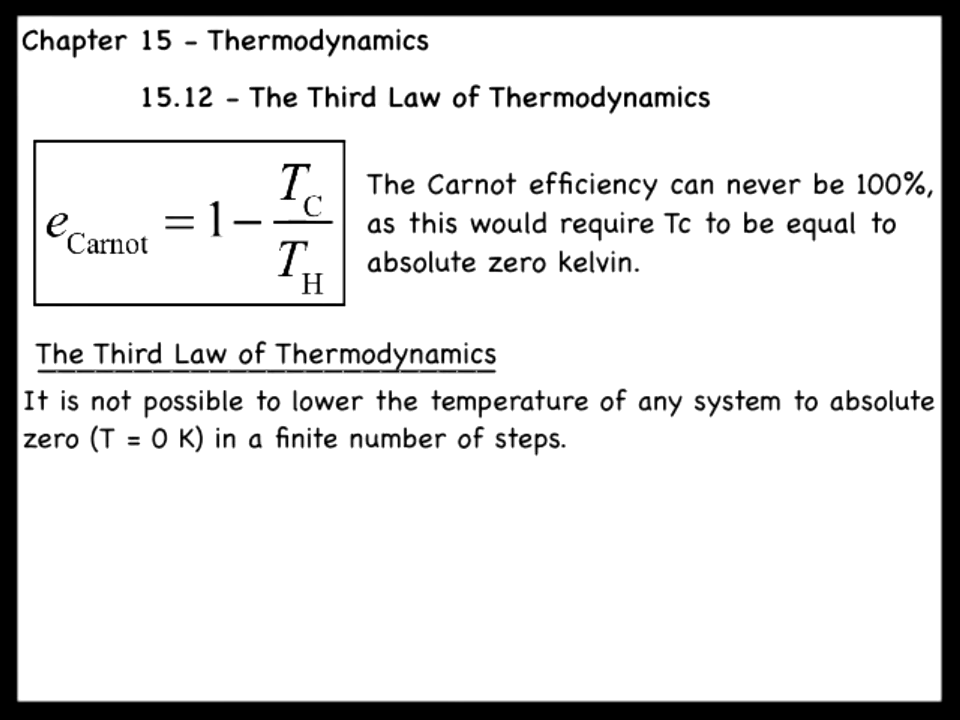 Chapter 15 - Thermodynamics
15.12 - The Third Law of Thermodynamics
e_Carnot = 1 - T_C / T_H
The Carnot efficiency can never be 100%,
as this would require Tc to be equal to
absolute zero kelvin.
The Third Law of Thermodynamics
It is not possible to lower the temperature of any system to absolute
zero (T = 0 K) in a finite number of steps.